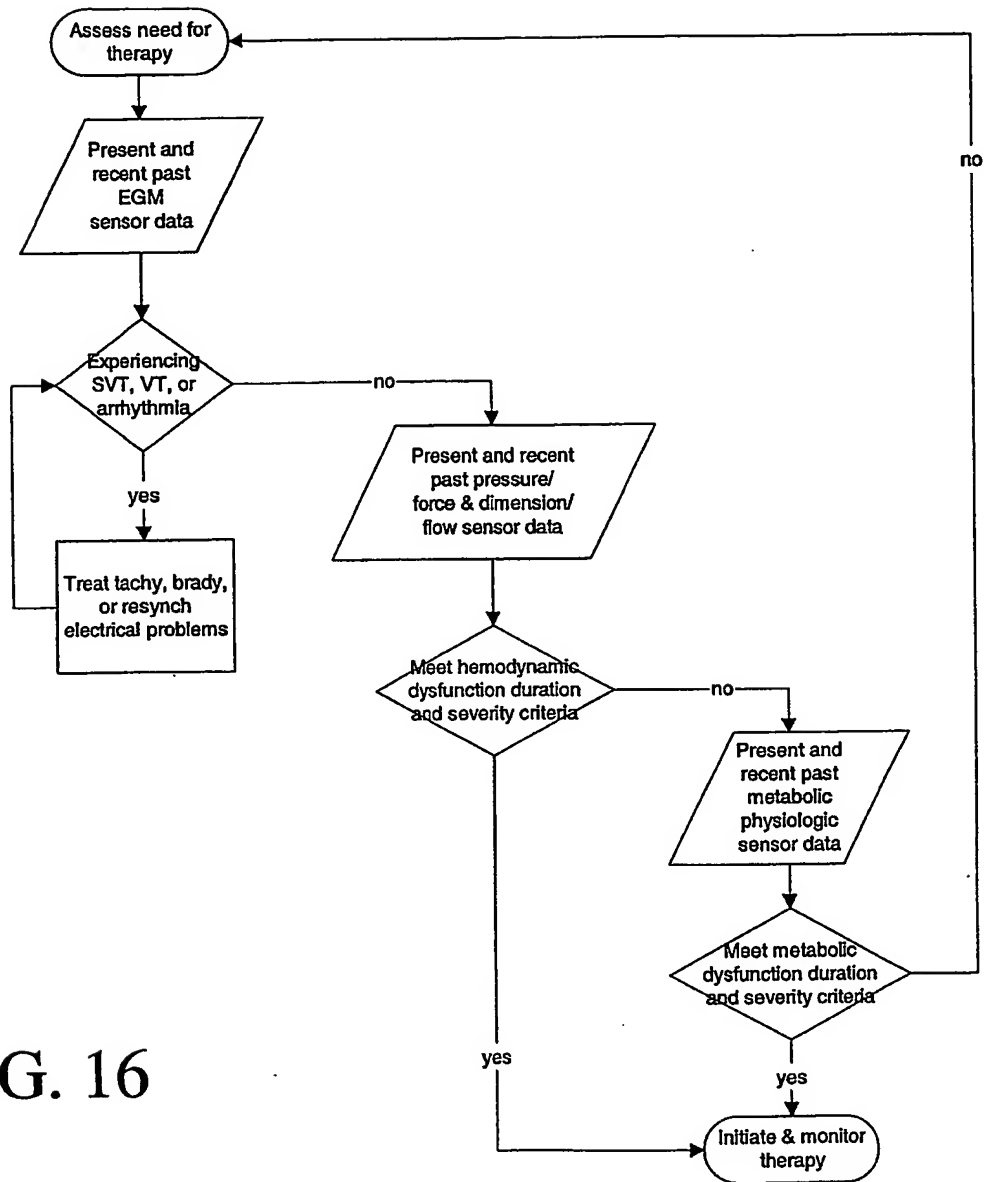 Assess need for
therapy
no
Present and
recent past
EGM
sensor data
Experiencing
SVT, VT, or
arrhythmia
no
yes
Present and recent
past pressure/
force & dimension/
flow sensor data
Treat tachy, brady,
or resynch
electrical problems
Meet hemodynamic
dysfunction duration
and severity criteria
no
Present and
recent past
metabolic
physiologic
sensor data
Meet metabolic
dysfunction duration
and severity criteria
yes
yes
Initiate & monitor
therapy
G. 16